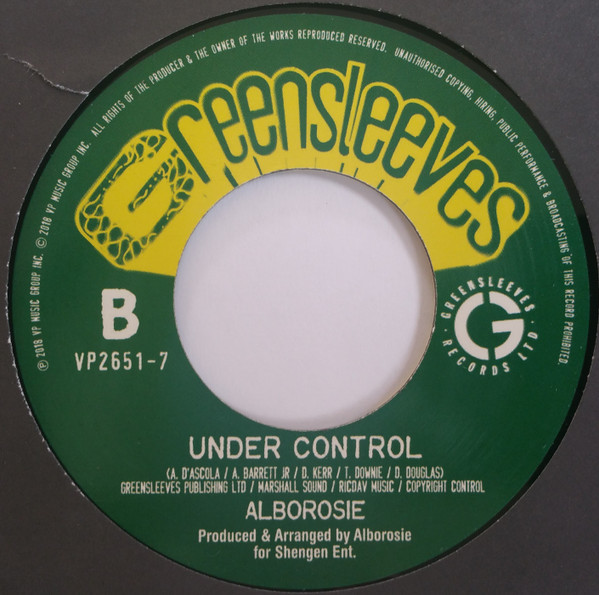 ℗ 2018 VP MUSIC GROUP INC. © 2018 VP MUSIC GROUP INC. ALL RIGHTS OF THE PRODUCER & THE OWNER OF THE WORKS REPRODUCED RESERVED. UNAUTHORISED COPYING, HIRING, PUBLIC PERFORMANCE & BROADCASTING OF THIS RECORD PROHIBITED.
Greensleeves
B
VP2651-7
GREENSLEEVES
RECORDS LTD
G
UNDER CONTROL
(A. D'ASCOLA / A. BARRETT JR / D. KERR / T. DOWNIE / D. DOUGLAS)
GREENSLEEVES PUBLISHING LTD / MARSHALL SOUND / RICDAV MUSIC / COPYRIGHT CONTROL
ALBOROSIE
Produced & Arranged by Alborosie
for Shengen Ent.